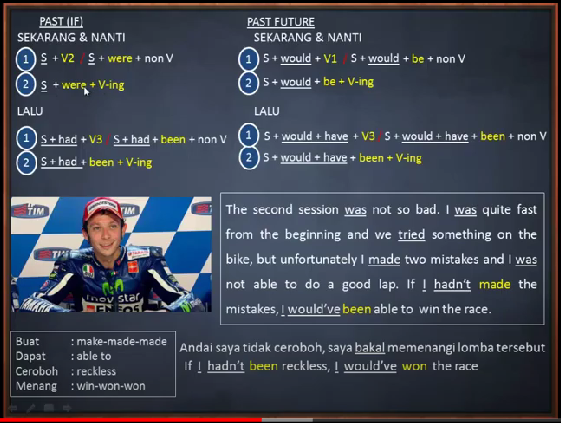 PAST (IF)
SEKARANG & NANTI
1 S + V2 / S + were + non V
2 S + were + V-ing
LALU
1 S + had + V3 / S + had + been + non V
2 S + had + been + V-ing
PAST FUTURE
SEKARANG & NANTI
1 S + would + V1 / S + would + be + non V
2 S + would + be + V-ing
LALU
1 S + would + have + V3 / S + would + have + been + non V
2 S + would + have + been + V-ing
TIM
TIM
movistar
The second session was not so bad. I was quite fast
from the beginning and we tried something on the
bike, but unfortunately I made two mistakes and I was
not able to do a good lap. If I hadn't made the
mistakes, I would've been able to win the race.
Buat : make-made-made
Dapat : able to
Ceroboh : reckless
Menang : win-won-won
Andai saya tidak ceroboh, saya bakal memenangi lomba tersebut
If I hadn't been reckless, I would've won the race